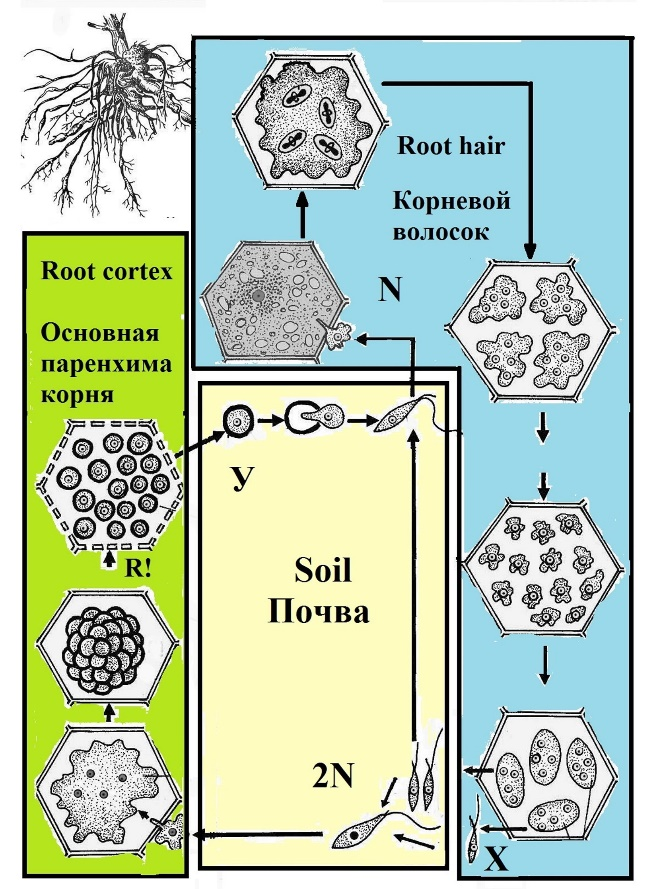 Root hair
Корневой
волосок
N
Root cortex
Основная
паренхима
корня
У
R!
Soil
Почва
2N
X